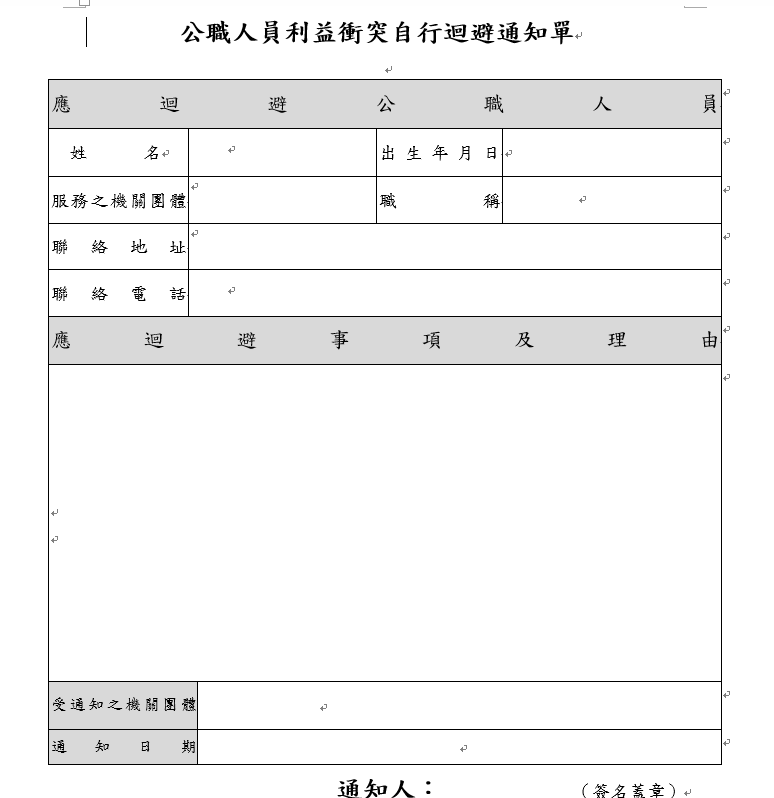 公職人員利益衝突自行迴避通知單
應迴避公職人員
姓名 出生年月日
服務之機關團體 職稱
聯絡地址
聯絡電話
應迴避事項及理由
受通知之機關團體
通知日期
通知人： （簽名蓋章）